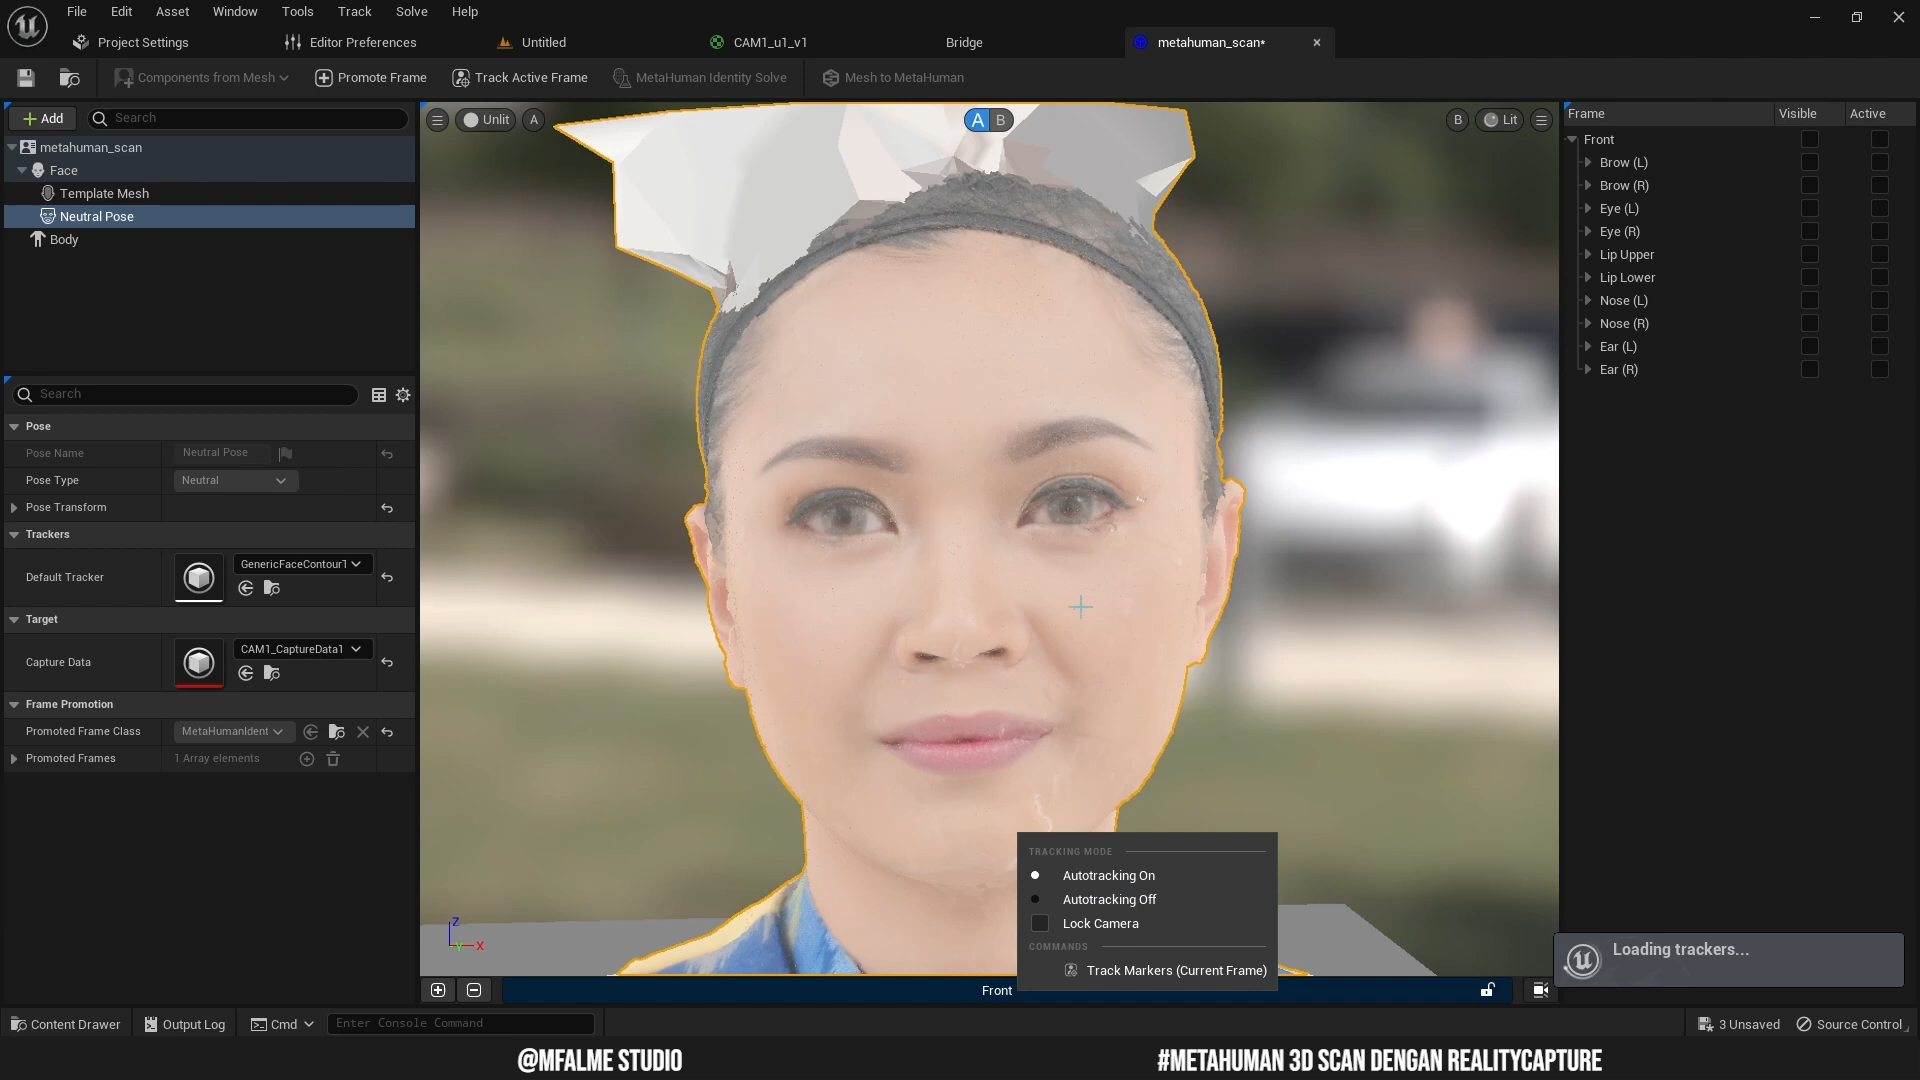 File Edit Asset Window Tools Track Solve Help
Project Settings Editor Preferences Untitled CAM1_u1_v1 Bridge metahuman_scan*
Components from Mesh Promote Frame Track Active Frame MetaHuman Identity Solve Mesh to MetaHuman
Add Search
metahuman_scan
Face
Template Mesh
Neutral Pose
Body
Search
Pose
Pose Name Neutral Pose
Pose Type Neutral
Pose Transform
Trackers
Default Tracker GenericFaceContourT
Target
Capture Data CAM1_CaptureData1
Frame Promotion
Promoted Frame Class MetaHumanIdent
Promoted Frames 1 Array elements
Unlit A A B B Lit
Z
Y X
TRACKING MODE
Autotracking On
Autotracking Off
Lock Camera
COMMANDS
Track Markers (Current Frame)
Front
Frame Visible Active
Front
Brow (L)
Brow (R)
Eye (L)
Eye (R)
Lip Upper
Lip Lower
Nose (L)
Nose (R)
Ear (L)
Ear (R)
Loading trackers...
Content Drawer Output Log Cmd Enter Console Command 3 Unsaved Source Control
@MFALME STUDIO #METAHUMAN 3D SCAN DENGAN REALITYCAPTURE